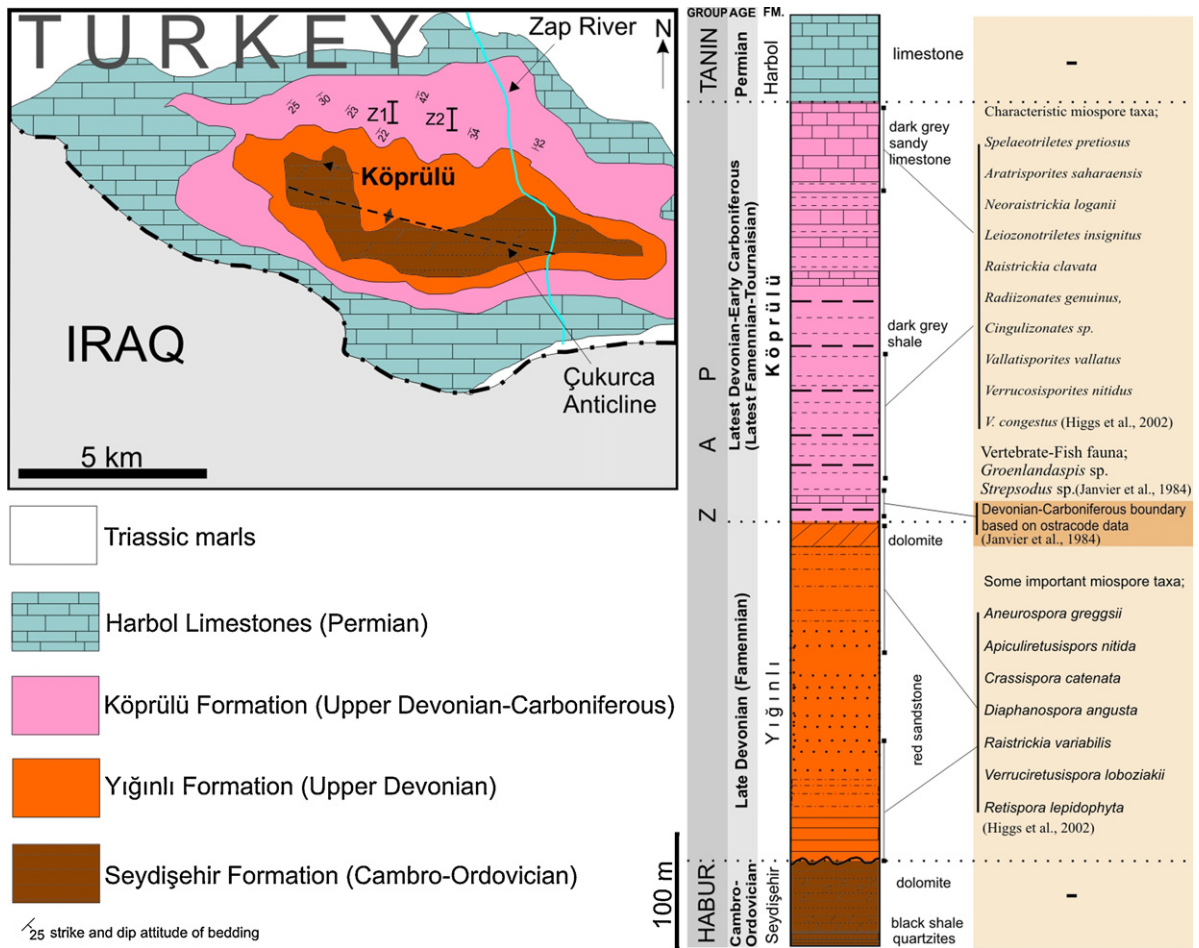 TURKEY
Zap River
N
25
30
23
22
42
34
32
Z1
Z2
Köprülü
IRAQ
Çukurca
Anticline
5 km
Triassic marls
Harbol Limestones (Permian)
Köprülü Formation (Upper Devonian-Carboniferous)
Yığınlı Formation (Upper Devonian)
Seydişehir Formation (Cambro-Ordovician)
25 strike and dip attitude of bedding
GROUP AGE FM.
TANIN
Permian
Harbol
limestone
-
ZAP
Latest Devonian-Early Carboniferous
(Latest Famennian-Tournaisian)
Köprülü
dark grey
sandy
limestone
dark grey
shale
Characteristic miospore taxa;
Spelaeotriletes pretiosus
Aratrisporites saharaensis
Neoraistrickia loganii
Leiozonotriletes insignitus
Raistrickia clavata
Radiizonates genuinus,
Cingulizonates sp.
Vallatisporites vallatus
Verrucosisporites nitidus
V. congestus (Higgs et al., 2002)
Vertebrate-Fish fauna;
Groenlandaspis sp.
Strepsodus sp.(Janvier et al., 1984)
Devonian-Carboniferous boundary
based on ostracode data
(Janvier et al., 1984)
Late Devonian (Famennian)
Yığınlı
dolomite
red sandstone
Some important miospore taxa;
Aneurospora greggsii
Apiculiretusispors nitida
Crassispora catenata
Diaphanospora angusta
Raistrickia variabilis
Verruciretusispora loboziakii
Retispora lepidophyta
(Higgs et al., 2002)
100 m
HABUR
Cambro-
Ordovician
Seydişehir
dolomite
black shale
quartzites
-